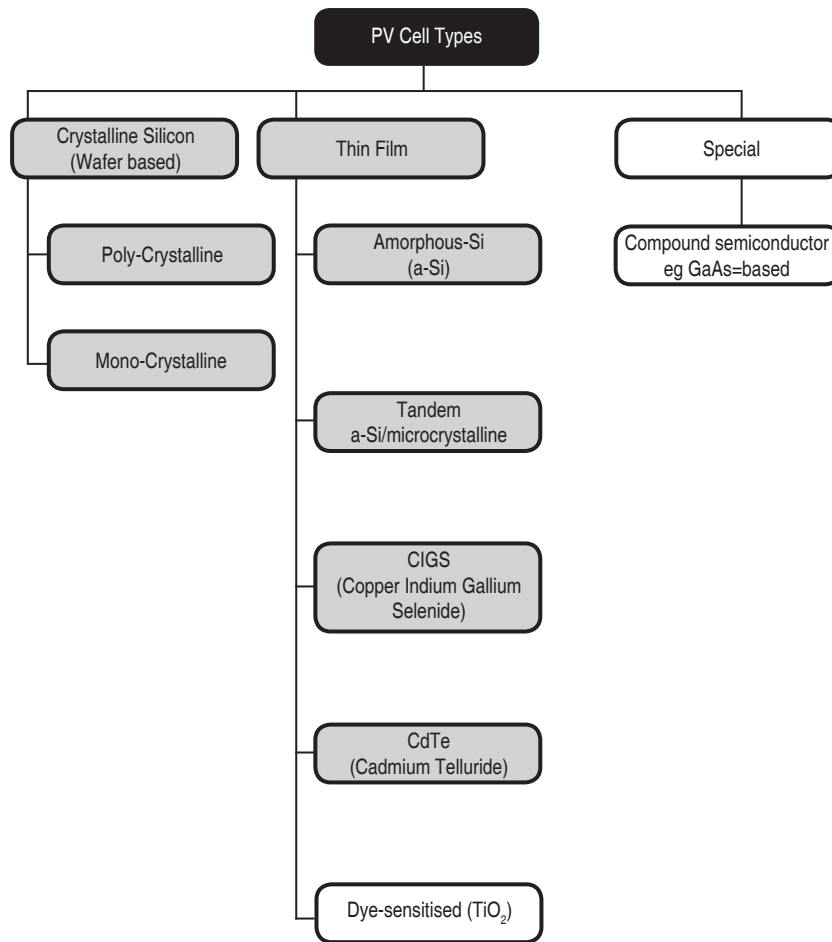 PV Cell Types
Crystalline Silicon
(Wafer based)
Thin Film
Special
Poly-Crystalline
Amorphous-Si
(a-Si)
Compound semiconductor
eg GaAs=based
Mono-Crystalline
Tandem
a-Si/microcrystalline
CIGS
(Copper Indium Gallium
Selenide)
CdTe
(Cadmium Telluride)
Dye-sensitised (TiO₂)